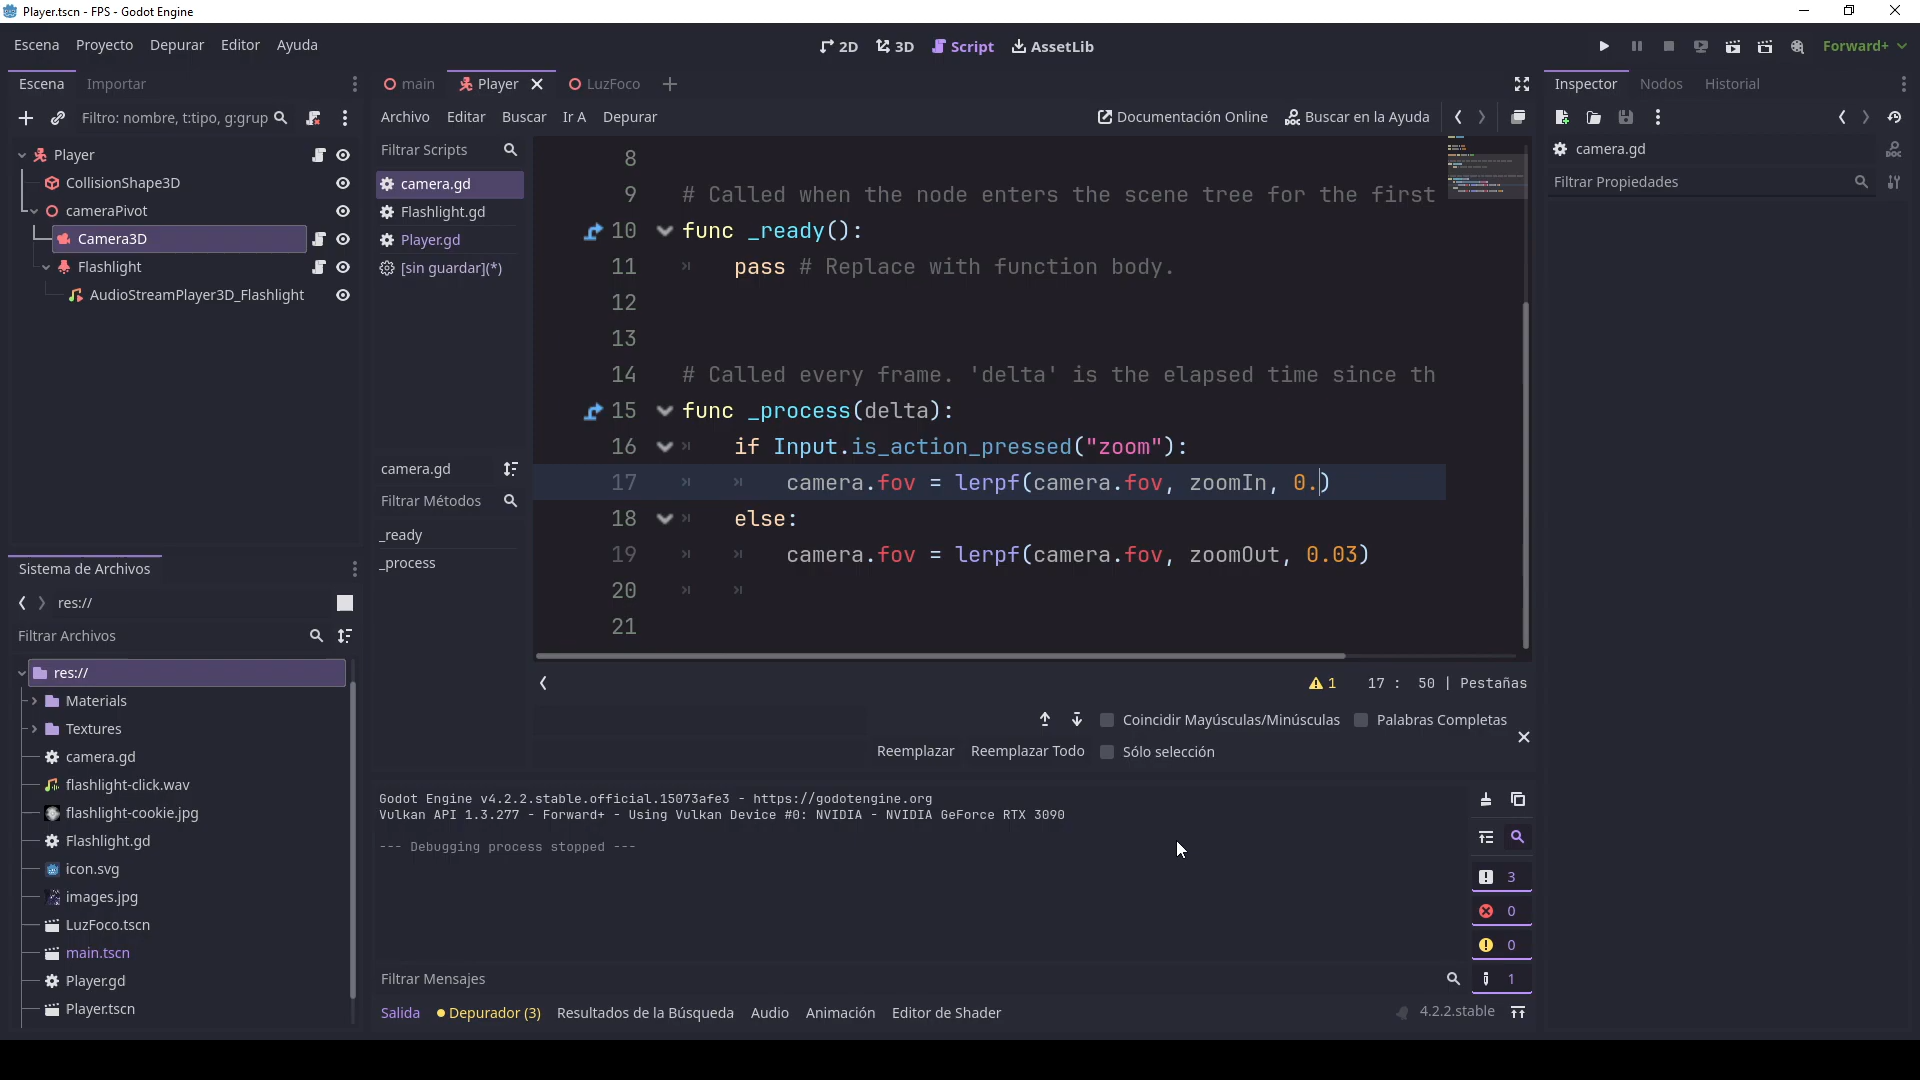 Player.tscn - FPS - Godot Engine
Escena Proyecto Depurar Editor Ayuda
2D 3D Script AssetLib
Forward+
Escena Importar
Filtro: nombre, t:tipo, g:grup
Player
CollisionShape3D
cameraPivot
Camera3D
Flashlight
AudioStreamPlayer3D_Flashlight
Sistema de Archivos
res://
Filtrar Archivos
res://
Materials
Textures
camera.gd
flashlight-click.wav
flashlight-cookie.jpg
Flashlight.gd
icon.svg
images.jpg
LuzFoco.tscn
main.tscn
Player.gd
Player.tscn
main Player LuzFoco
Archivo Editar Buscar Ir A Depurar
Documentación Online Buscar en la Ayuda
Filtrar Scripts
camera.gd
Flashlight.gd
Player.gd
[sin guardar](*)
camera.gd
Filtrar Métodos
_ready
_process
8
9 # Called when the node enters the scene tree for the first
10 func _ready():
11 pass # Replace with function body.
12
13
14 # Called every frame. 'delta' is the elapsed time since th
15 func _process(delta):
16 if Input.is_action_pressed("zoom"):
17 camera.fov = lerpf(camera.fov, zoomIn, 0.)
18 else:
19 camera.fov = lerpf(camera.fov, zoomOut, 0.03)
20
21
1 17 : 50 | Pestañas
Coincidir Mayúsculas/Minúsculas Palabras Completas
Reemplazar Reemplazar Todo Sólo selección
Godot Engine v4.2.2.stable.official.15073afe3 - https://godotengine.org
Vulkan API 1.3.277 - Forward+ - Using Vulkan Device #0: NVIDIA - NVIDIA GeForce RTX 3090
--- Debugging process stopped ---
3
0
0
1
Filtrar Mensajes
Salida Depurador (3) Resultados de la Búsqueda Audio Animación Editor de Shader
4.2.2.stable
Inspector Nodos Historial
camera.gd
DOC
Filtrar Propiedades